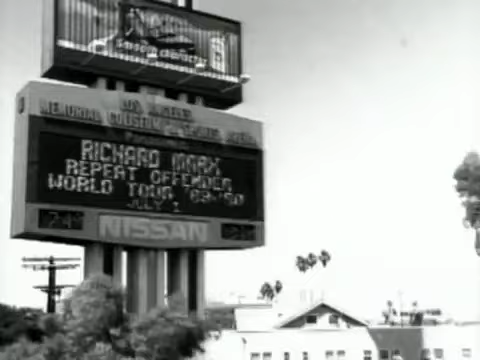 LOS ANGELES
MEMORIAL COLISEUM & SPORTS ARENA
RICHARD MARX
REPEAT OFFENDER
WORLD TOUR '89-'90
JULY 1
NISSAN